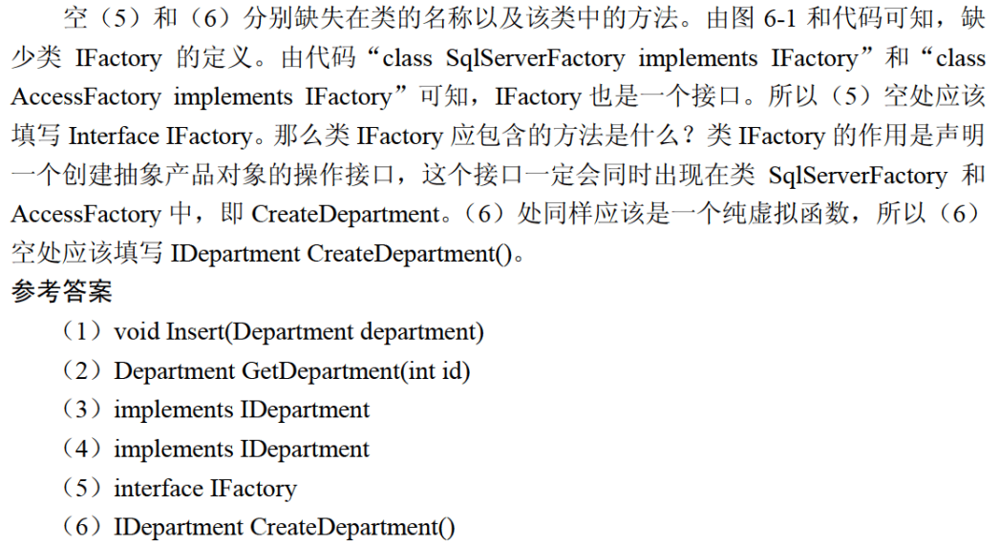 空（5）和（6）分别缺失在类的名称以及该类中的方法。由图 6-1 和代码可知，缺
少类 IFactory 的定义。由代码“class SqlServerFactory implements IFactory”和“class
AccessFactory implements IFactory”可知，IFactory 也是一个接口。所以（5）空处应该
填写 Interface IFactory。那么类 IFactory 应包含的方法是什么？类 IFactory 的作用是声明
一个创建抽象产品对象的操作接口，这个接口一定会同时出现在类 SqlServerFactory 和
AccessFactory 中，即 CreateDepartment。（6）处同样应该是一个纯虚拟函数，所以（6）
空处应该填写 IDepartment CreateDepartment()。
参考答案
（1）void Insert(Department department)
（2）Department GetDepartment(int id)
（3）implements IDepartment
（4）implements IDepartment
（5）interface IFactory
（6）IDepartment CreateDepartment()